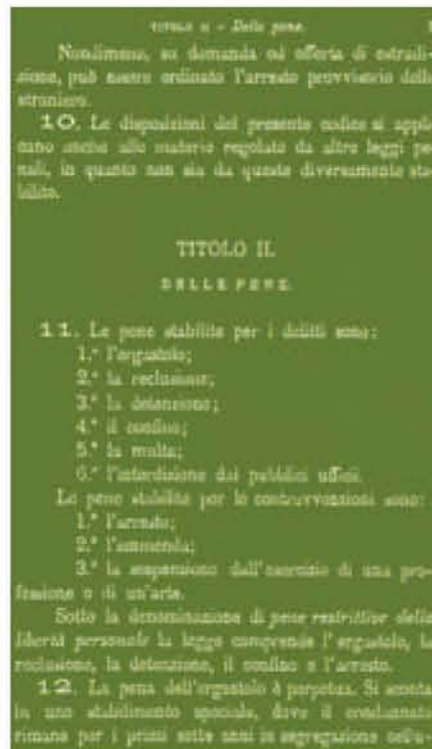 TITOLO II – Delle pene.
Nondimeno, su domanda od offerta di estradi-
zione, può essere ordinato l'arresto provvisorio dello
straniero.
10. Le disposizioni del presente codice si appli-
cano anche alle materie regolate da altre leggi pe-
nali, in quanto non sia da queste diversamente sta-
bilito.
TITOLO II.
DELLE PENE.
11. Le pene stabilite per i delitti sono:
1.° l'ergastolo;
2.° la reclusione;
3.° la detenzione;
4.° il confino;
5.° la multa;
6.° l'interdizione dai pubblici uffici.
Le pene stabilite per le contravvenzioni sono:
1.° l'arresto;
2.° l'ammenda;
3.° la sospensione dall'esercizio di una pro-
fessione o di un'arte.
Sotto la denominazione di pene restrittive della
libertà personale la legge comprende l'ergastolo, la
reclusione, la detenzione, il confino e l'arresto.
12. La pena dell'ergastolo è perpetua. Si sconta
in uno stabilimento speciale, dove il condannato
rimane per i primi sette anni in segregazione cellu-